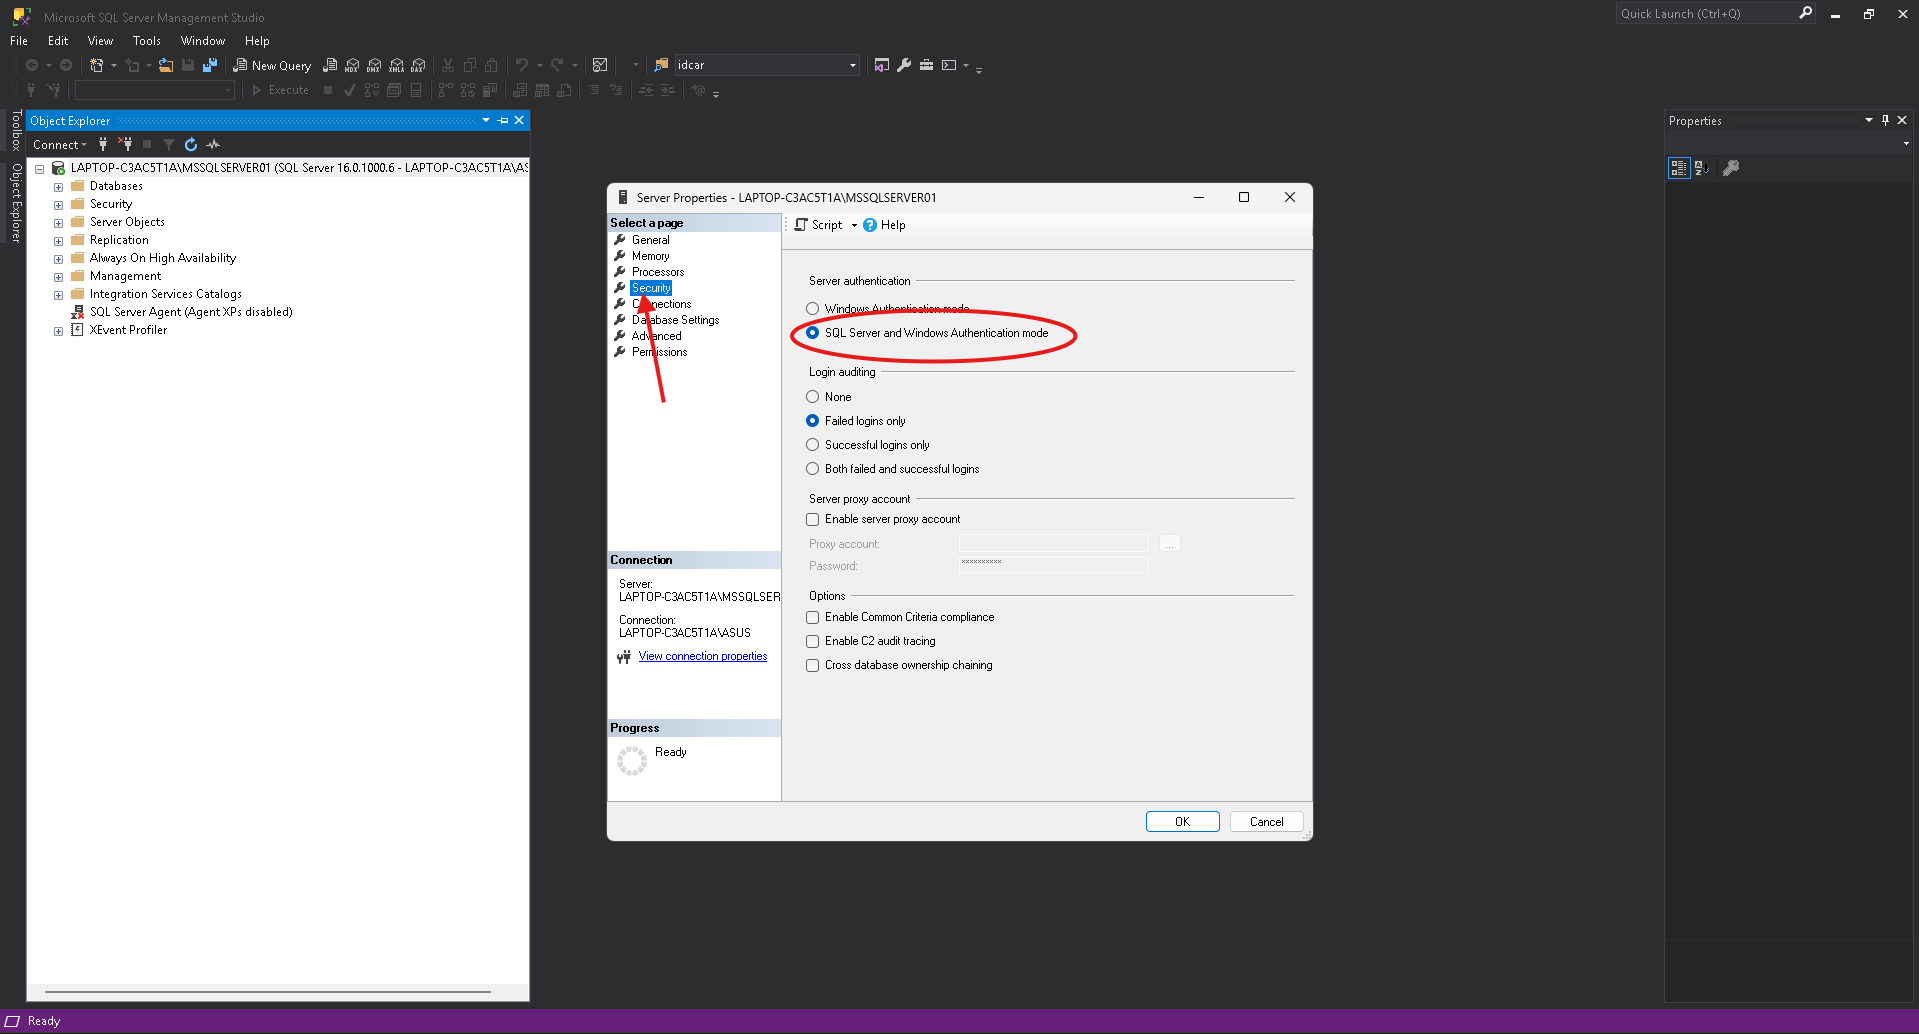 Microsoft SQL Server Management Studio
Quick Launch (Ctrl+Q)
File Edit View Tools Window Help
New Query
MDX
DMX
XMLA
DAX
idcar
Execute
Toolbox
Object Explorer
Object Explorer
Connect
LAPTOP-C3AC5T1A\MSSQLSERVER01 (SQL Server 16.0.1000.6 - LAPTOP-C3AC5T1A\AS
Databases
Security
Server Objects
Replication
Always On High Availability
Management
Integration Services Catalogs
SQL Server Agent (Agent XPs disabled)
XEvent Profiler
Server Properties - LAPTOP-C3AC5T1A\MSSQLSERVER01
Select a page
General
Memory
Processors
Security
Connections
Database Settings
Advanced
Permissions
Connection
Server:
LAPTOP-C3AC5T1A\MSSQLSER
Connection:
LAPTOP-C3AC5T1A\ASUS
View connection properties
Progress
Ready
Script Help
Server authentication
Windows Authentication mode
SQL Server and Windows Authentication mode
Login auditing
None
Failed logins only
Successful logins only
Both failed and successful logins
Server proxy account
Enable server proxy account
Proxy account:
...
Password:
**********
Options
Enable Common Criteria compliance
Enable C2 audit tracing
Cross database ownership chaining
OK Cancel
Properties
Ready